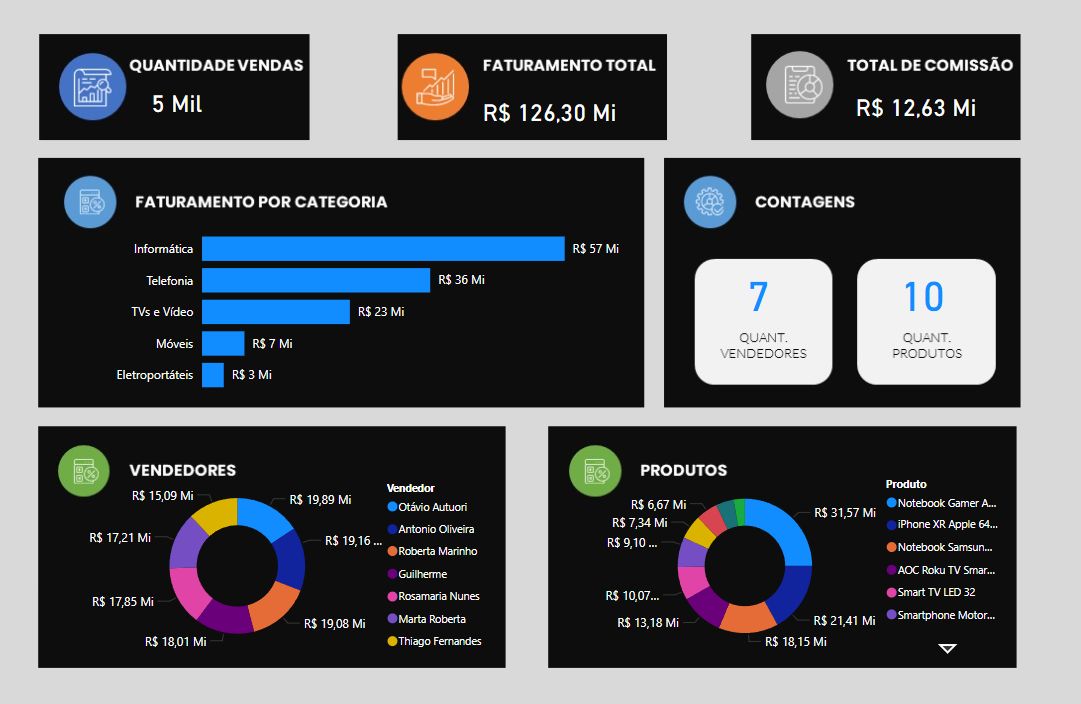 QUANTIDADE VENDAS
5 Mil
FATURAMENTO TOTAL
R$ 126,30 Mi
TOTAL DE COMISSÃO
R$ 12,63 Mi
FATURAMENTO POR CATEGORIA
Informática R$ 57 Mi
Telefonia R$ 36 Mi
TVs e Vídeo R$ 23 Mi
Móveis R$ 7 Mi
Eletroportáteis R$ 3 Mi
CONTAGENS
7
QUANT.
VENDEDORES
10
QUANT.
PRODUTOS
VENDEDORES
R$ 15,09 Mi
R$ 19,89 Mi
R$ 17,21 Mi
R$ 19,16 ...
R$ 17,85 Mi
R$ 19,08 Mi
R$ 18,01 Mi
Vendedor
Otávio Autuori
Antonio Oliveira
Roberta Marinho
Guilherme
Rosamaria Nunes
Marta Roberta
Thiago Fernandes
PRODUTOS
R$ 6,67 Mi
R$ 31,57 Mi
R$ 7,34 Mi
R$ 9,10 ...
R$ 10,07...
R$ 13,18 Mi
R$ 21,41 Mi
R$ 18,15 Mi
Produto
Notebook Gamer A...
iPhone XR Apple 64...
Notebook Samsun...
AOC Roku TV Smar...
Smart TV LED 32
Smartphone Motor...